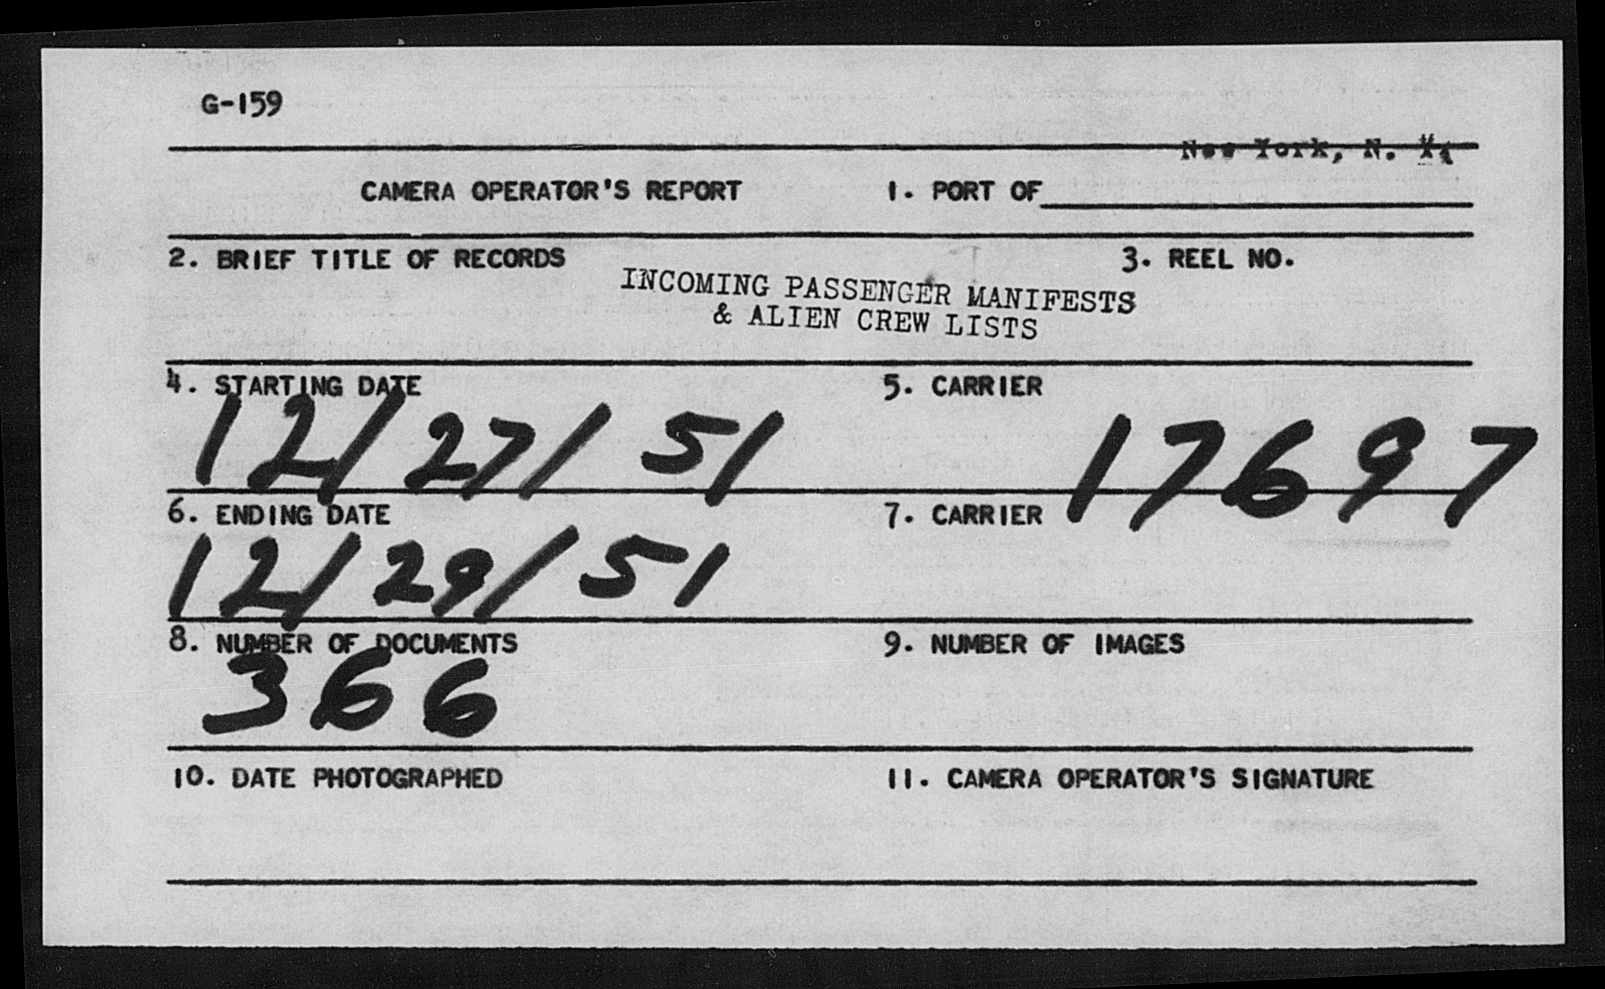 G-159
New York, N. Y.
CAMERA OPERATOR'S REPORT 1. PORT OF
2. BRIEF TITLE OF RECORDS 3. REEL NO.
INCOMING PASSENGER MANIFESTS
& ALIEN CREW LISTS
4. STARTING DATE 5. CARRIER
12/27/51 17697
6. ENDING DATE 7. CARRIER
12/29/51
8. NUMBER OF DOCUMENTS 9. NUMBER OF IMAGES
366
10. DATE PHOTOGRAPHED 11. CAMERA OPERATOR'S SIGNATURE